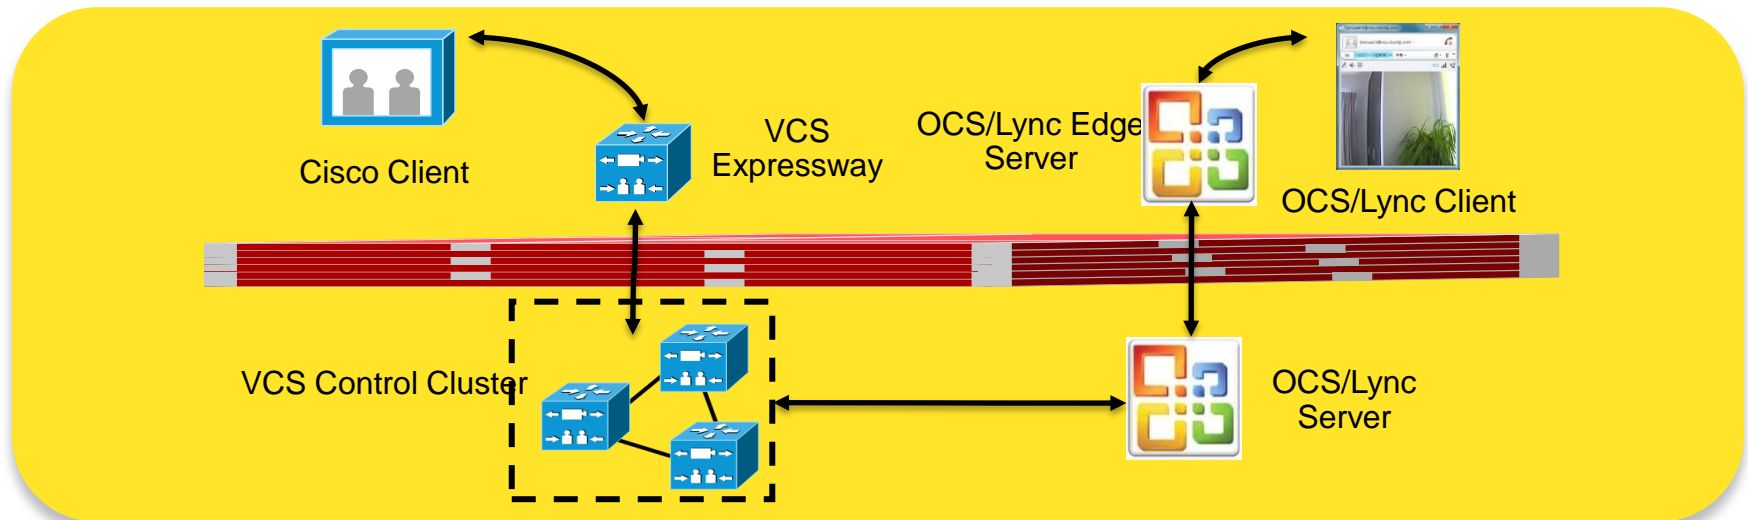 Cisco Client
VCS
Expressway
OCS/Lync Edge
Server
OCS/Lync Client
VCS Control Cluster
OCS/Lync
Server